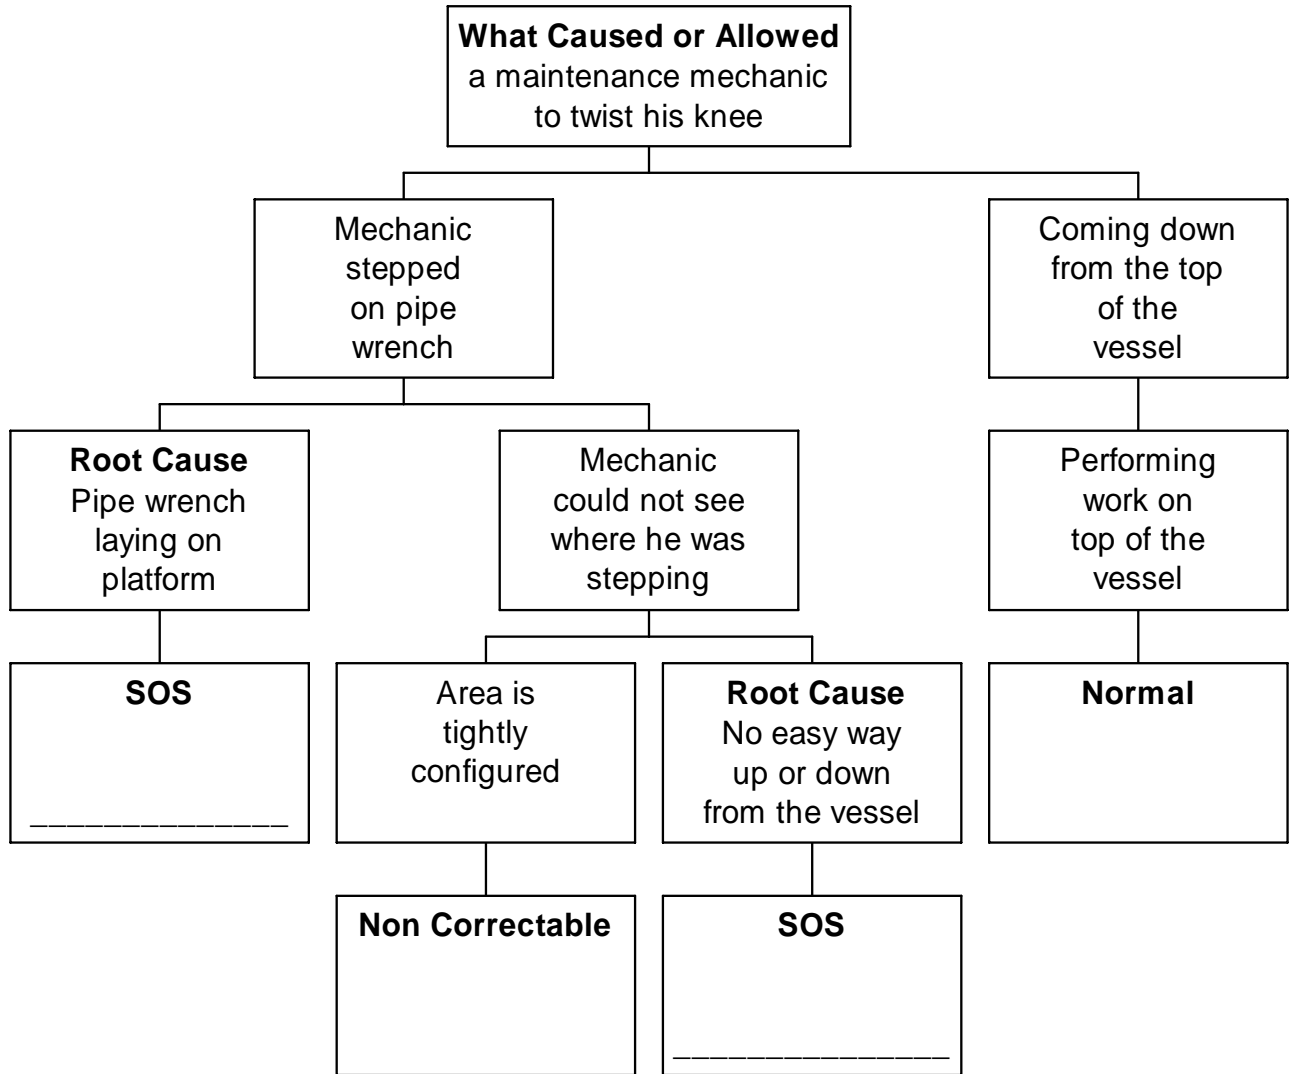 What Caused or Allowed
a maintenance mechanic
to twist his knee
Mechanic
stepped
on pipe
wrench
Coming down
from the top
of the
vessel
Root Cause
Pipe wrench
laying on
platform
Mechanic
could not see
where he was
stepping
Performing
work on
top of the
vessel
SOS
______________
Area is
tightly
configured
Root Cause
No easy way
up or down
from the vessel
Normal
Non Correctable
SOS
_______________